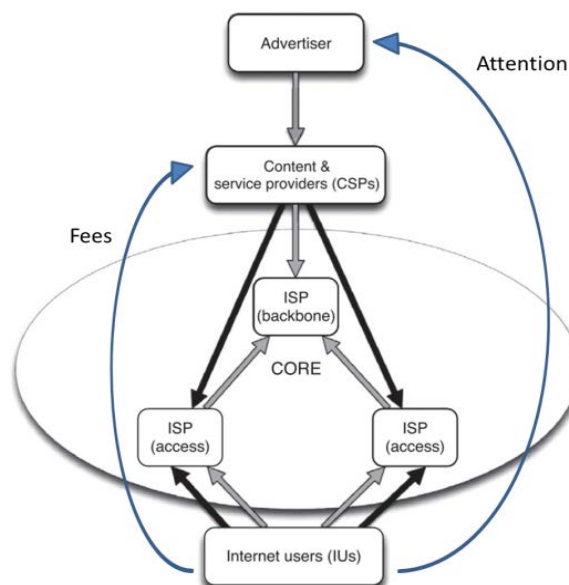 Advertiser
Attention
Content &
service providers (CSPs)
Fees
ISP
(backbone)
CORE
ISP
(access)
ISP
(access)
Internet users (IUs)